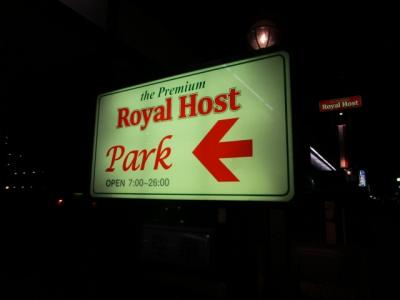 the Premium
Royal Host
Park
OPEN 7:00~26:00
Royal Host